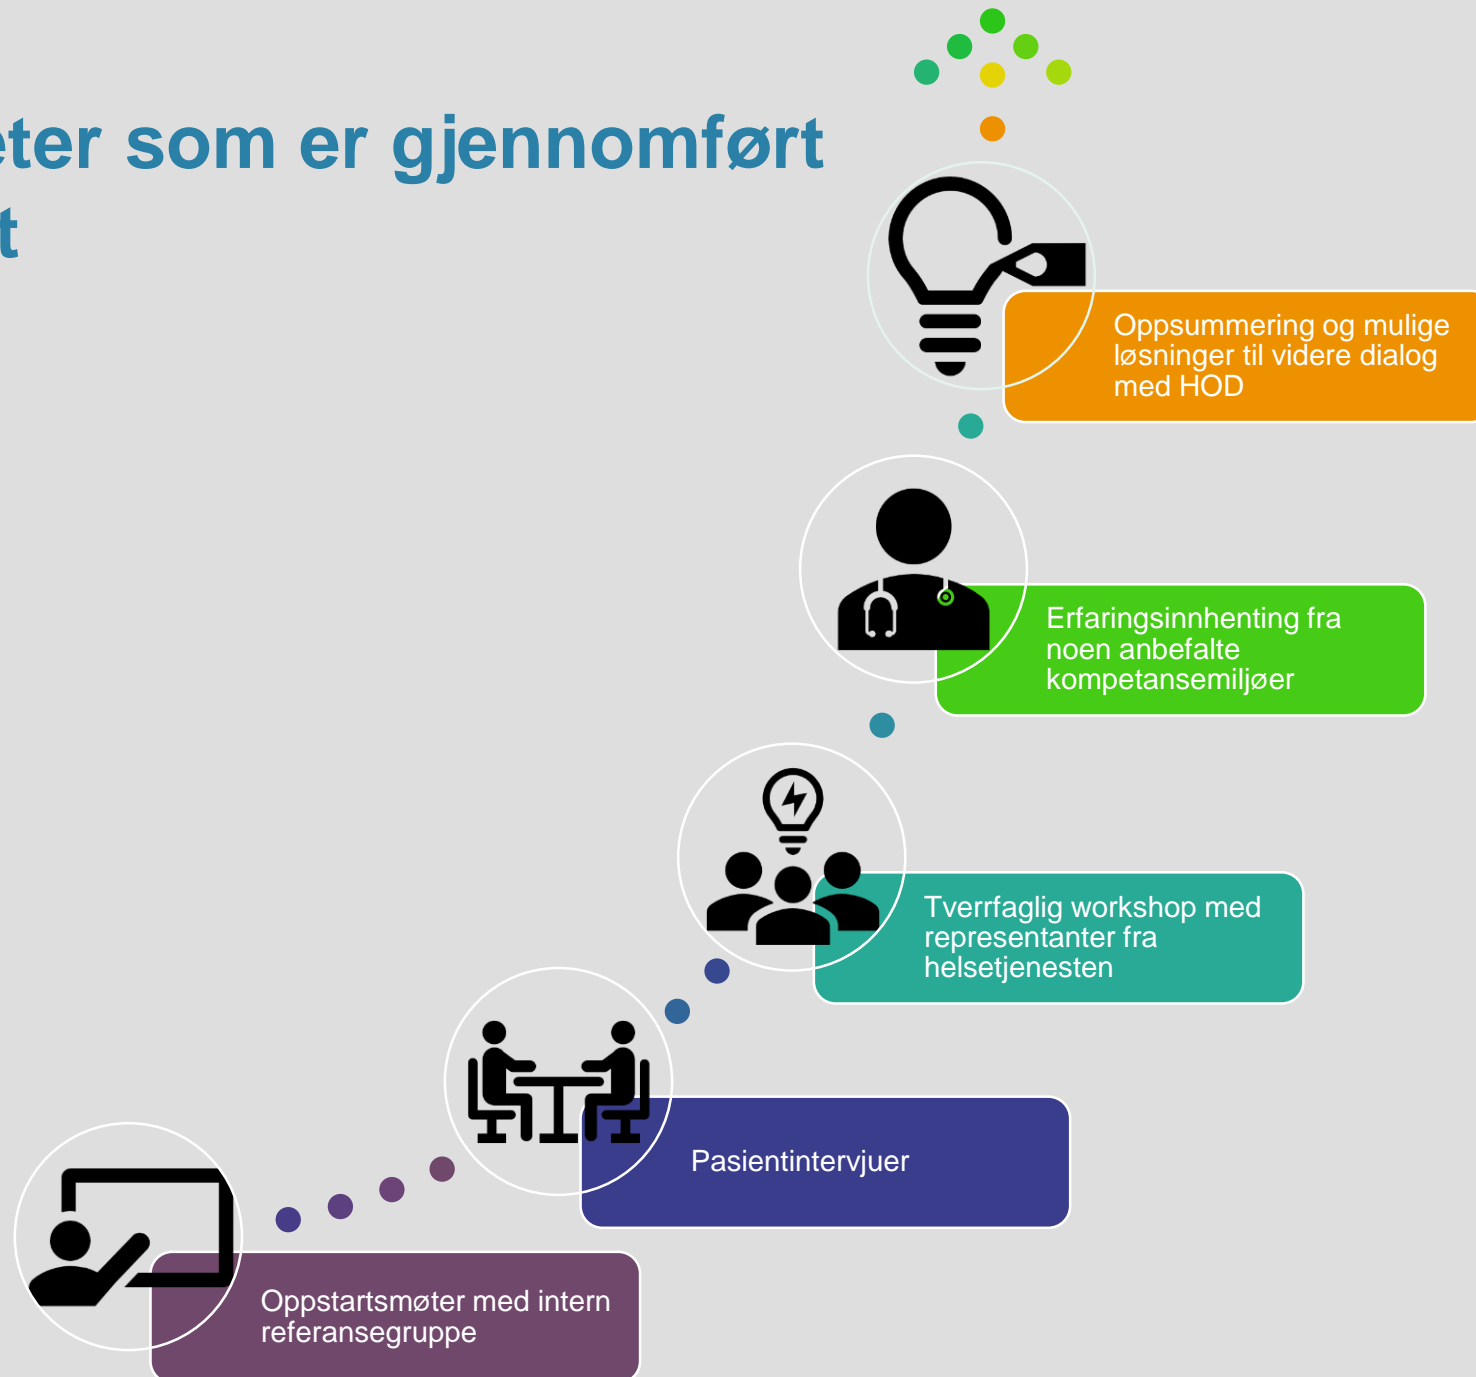 eter som er gjennomført
t
Oppsummering og mulige
løsninger til videre dialog
med HOD
Erfaringsinnhenting fra
noen anbefalte
kompetansemiljøer
Tverrfaglig workshop med
representanter fra
helsetjenesten
Pasientintervjuer
Oppstartsmøter med intern
referansegruppe